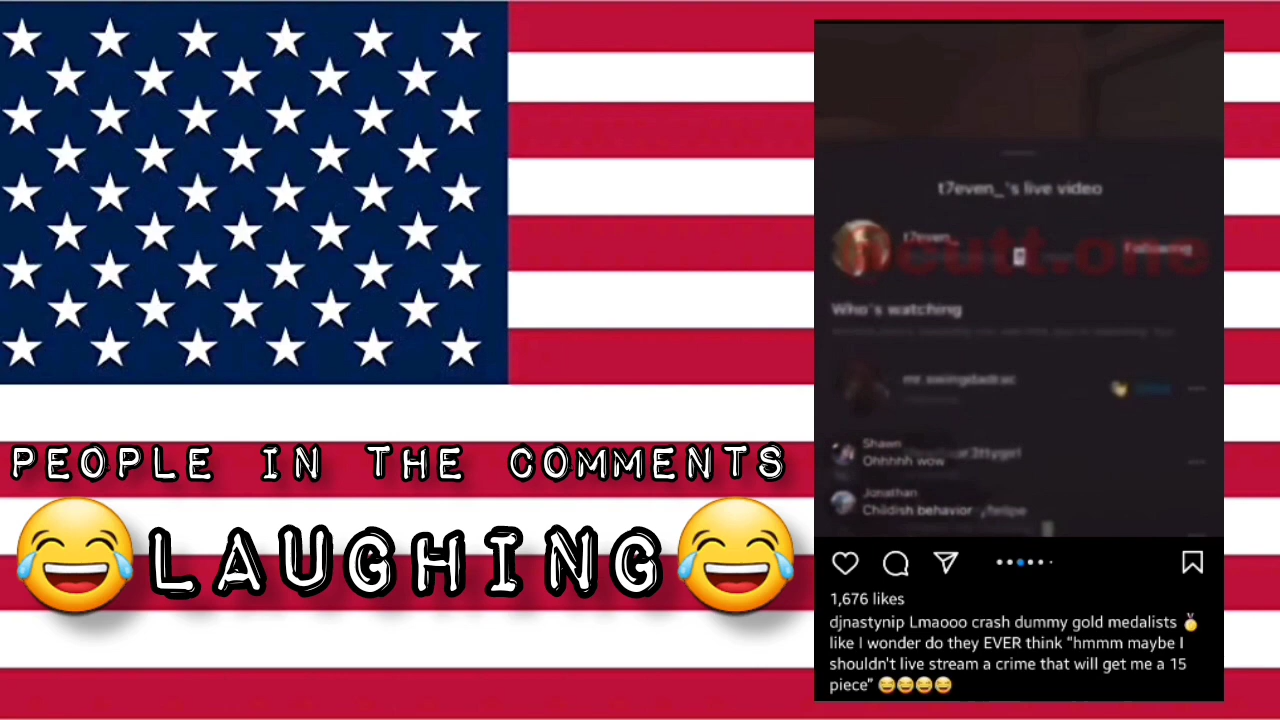 PEOPLE IN THE COMMENTS
LAUGHING
t7even_'s live video
t7even_
Following
cutt.one
Who's watching
Shawn
Ohhhhh wow
Jonathan
Childish behavior
1,676 likes
djnastynip Lmaooo crash dummy gold medalists 🏅
like I wonder do they EVER think "hmmm maybe I
shouldn't live stream a crime that will get me a 15
piece" 😂😂😂😂